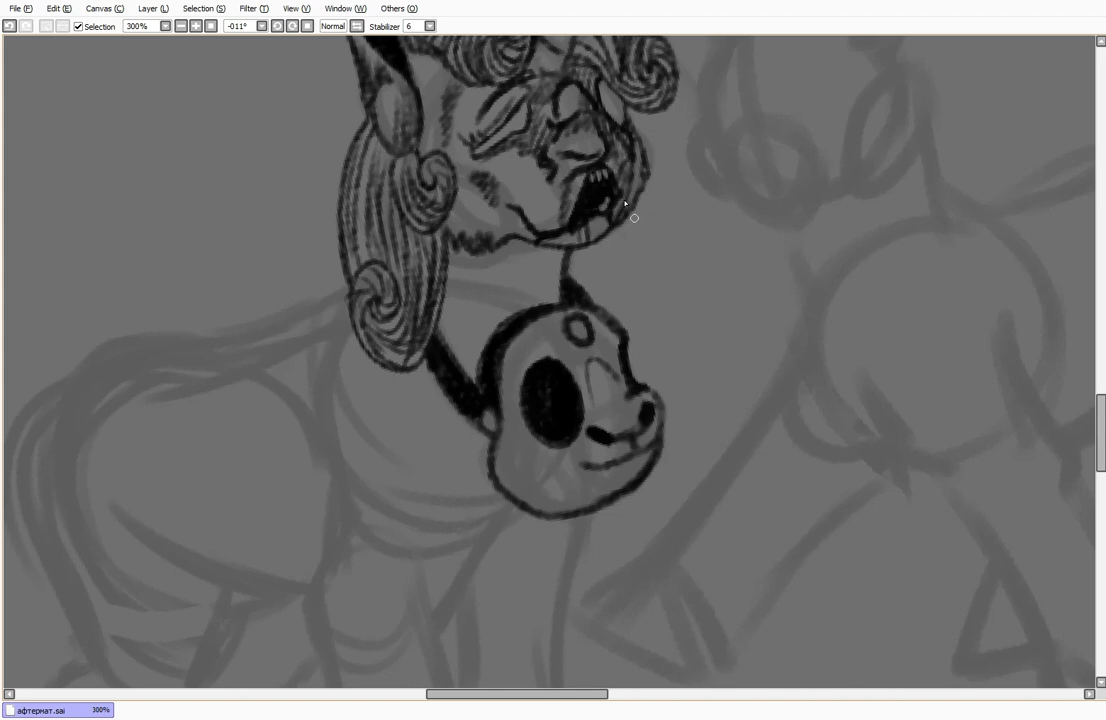 File (F) Edit (E) Canvas (C) Layer (L) Selection (S) Filter (T) View (V) Window (W) Others (O)
Selection 300% -011° Normal Stabilizer 6
афтермат.sai 300%